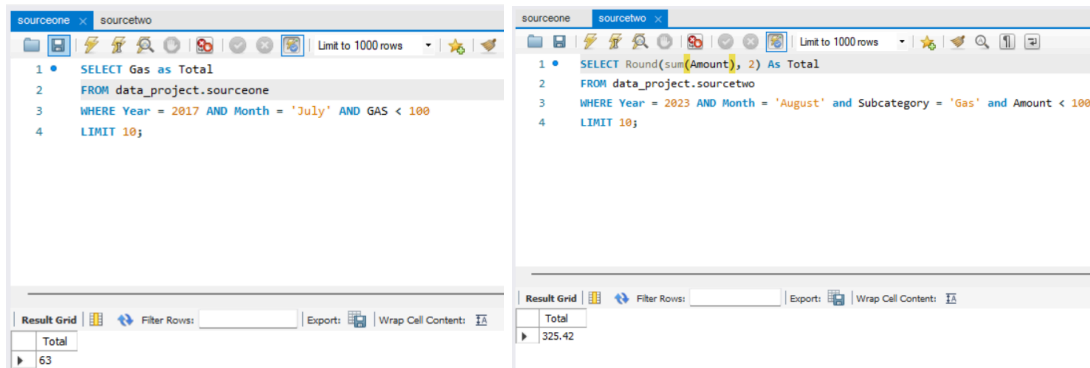 sourceone × sourcetwo
Limit to 1000 rows
1 SELECT Gas as Total
2 FROM data_project.sourceone
3 WHERE Year = 2017 AND Month = 'July' AND GAS < 100
4 LIMIT 10;
Result Grid Filter Rows: Export: Wrap Cell Content: IA
Total
63
sourceone sourcetwo ×
Limit to 1000 rows
1 SELECT Round(sum(Amount), 2) As Total
2 FROM data_project.sourcetwo
3 WHERE Year = 2023 AND Month = 'August' and Subcategory = 'Gas' and Amount < 100
4 LIMIT 10;
Result Grid Filter Rows: Export: Wrap Cell Content: IA
Total
325.42